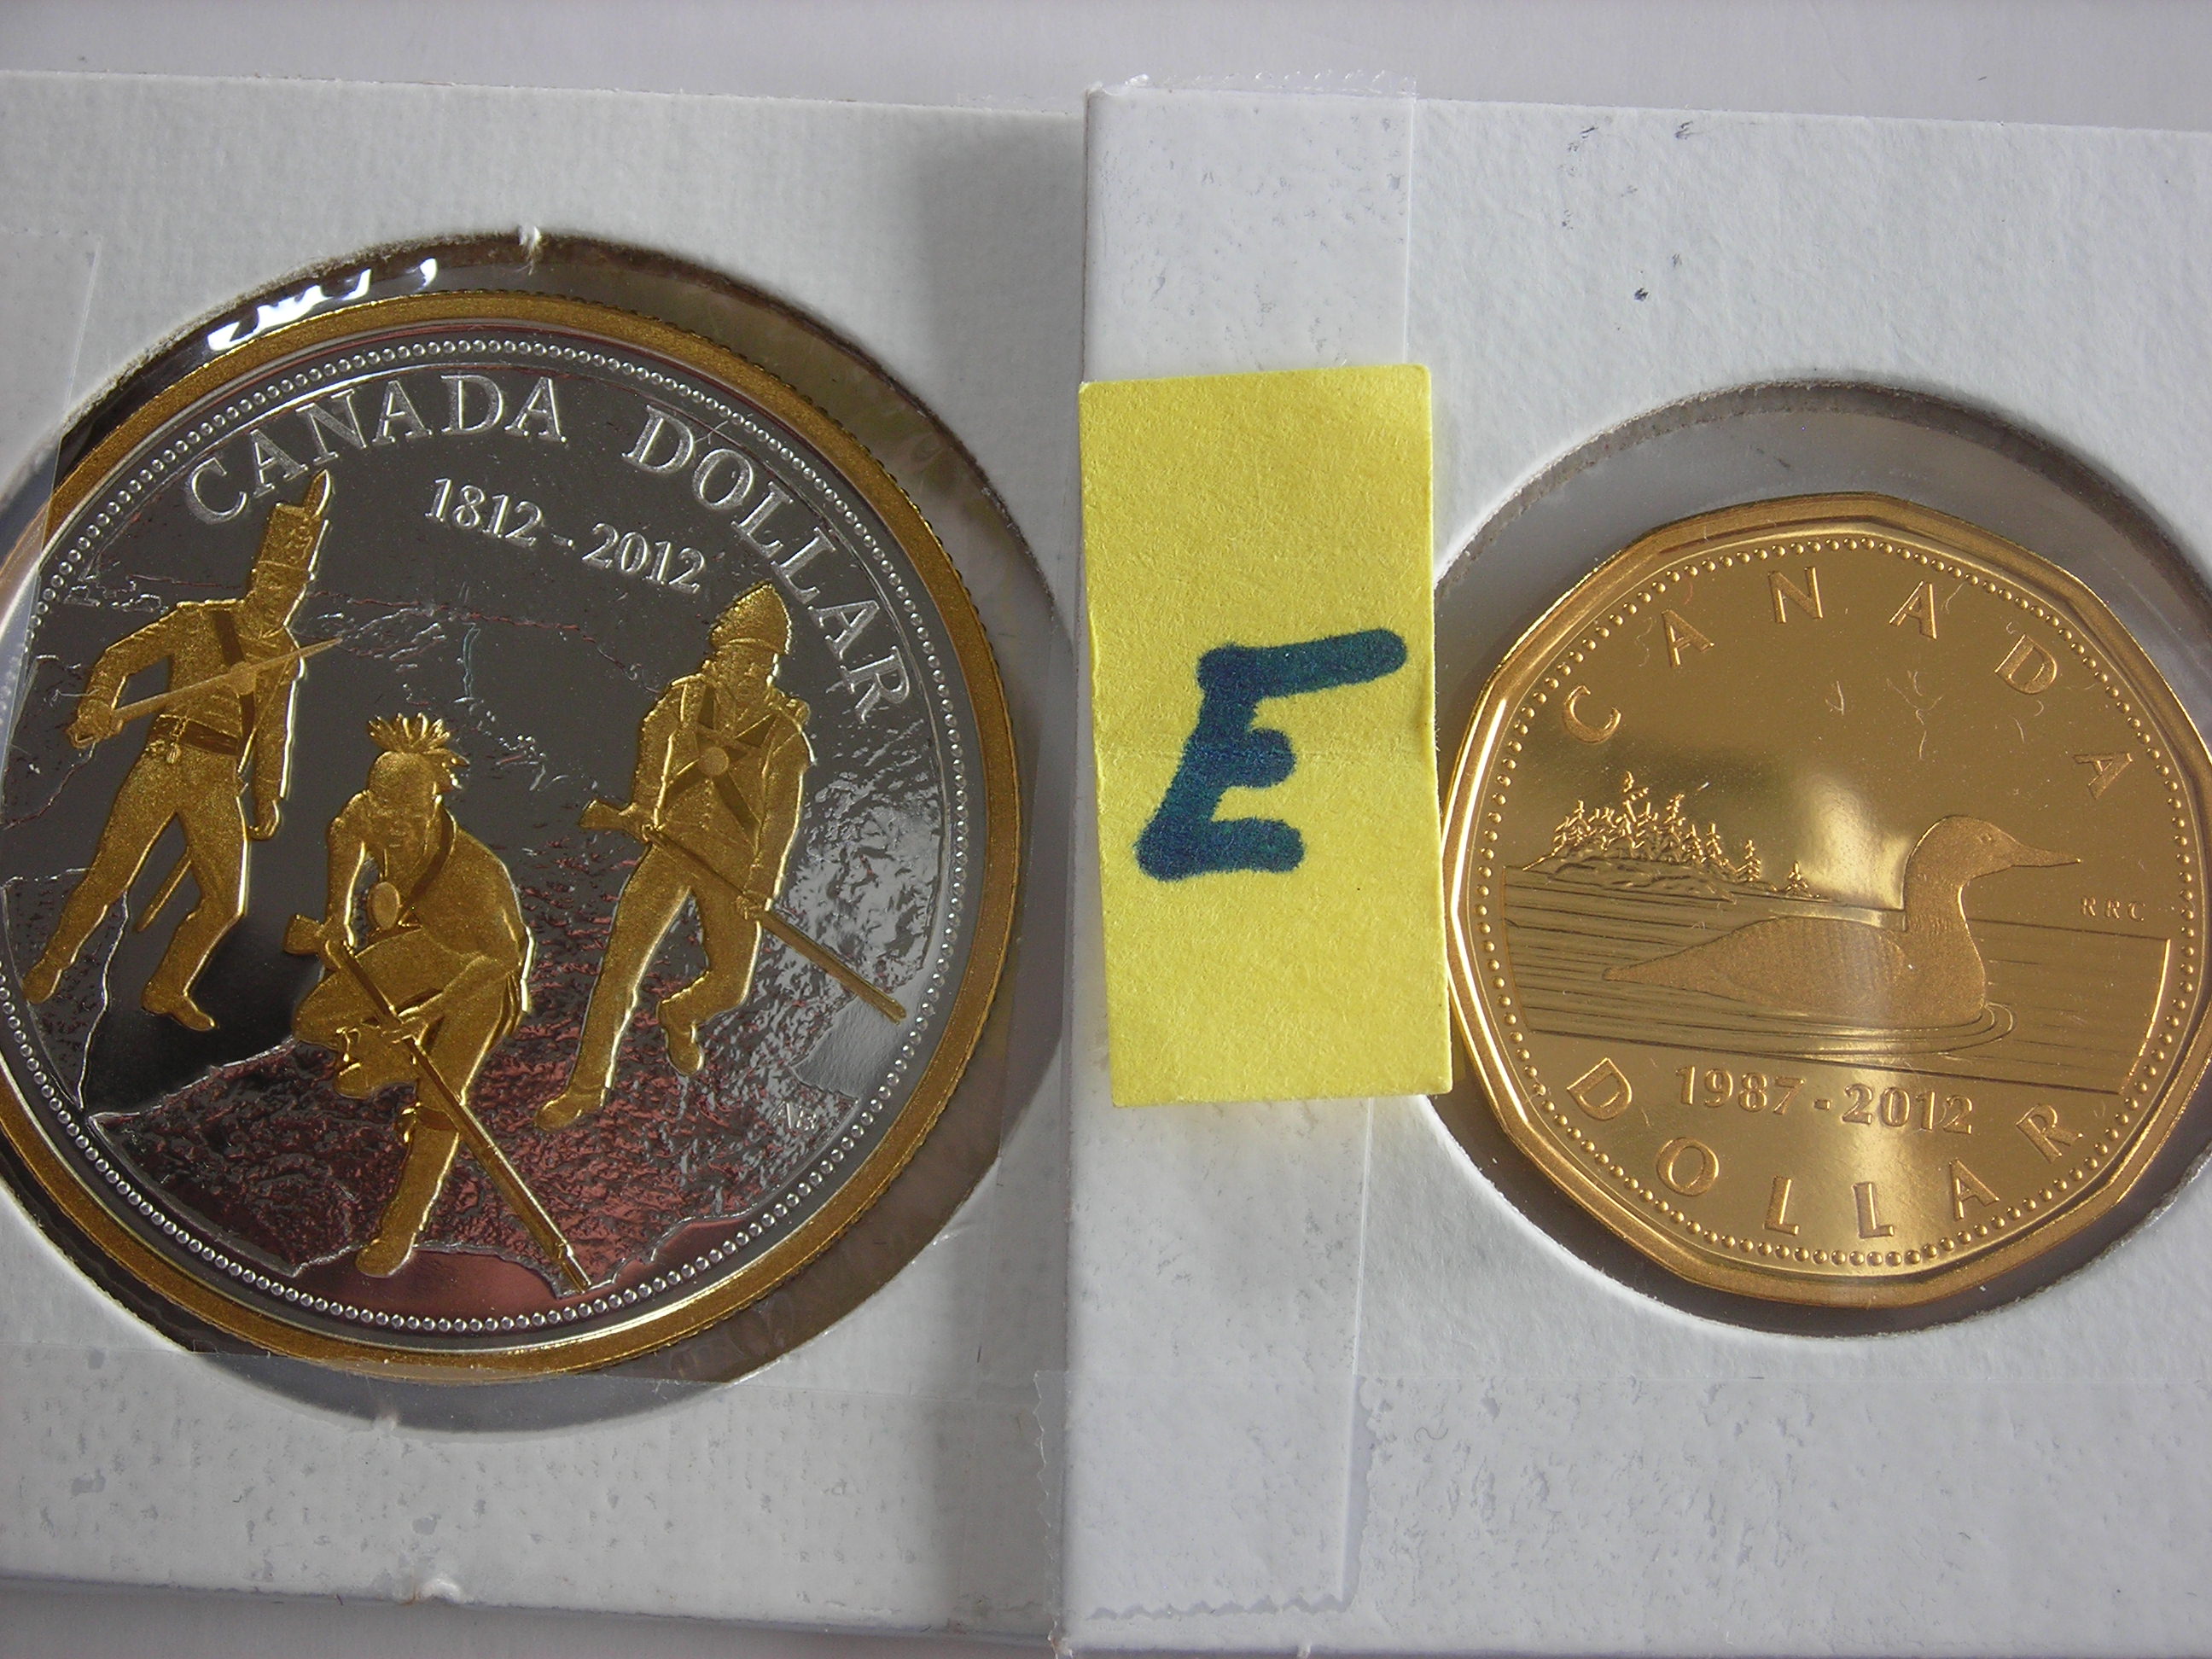 CANADA DOLLAR
1812 - 2012
E
CANADA
RRC
1987 - 2012
DOLLAR